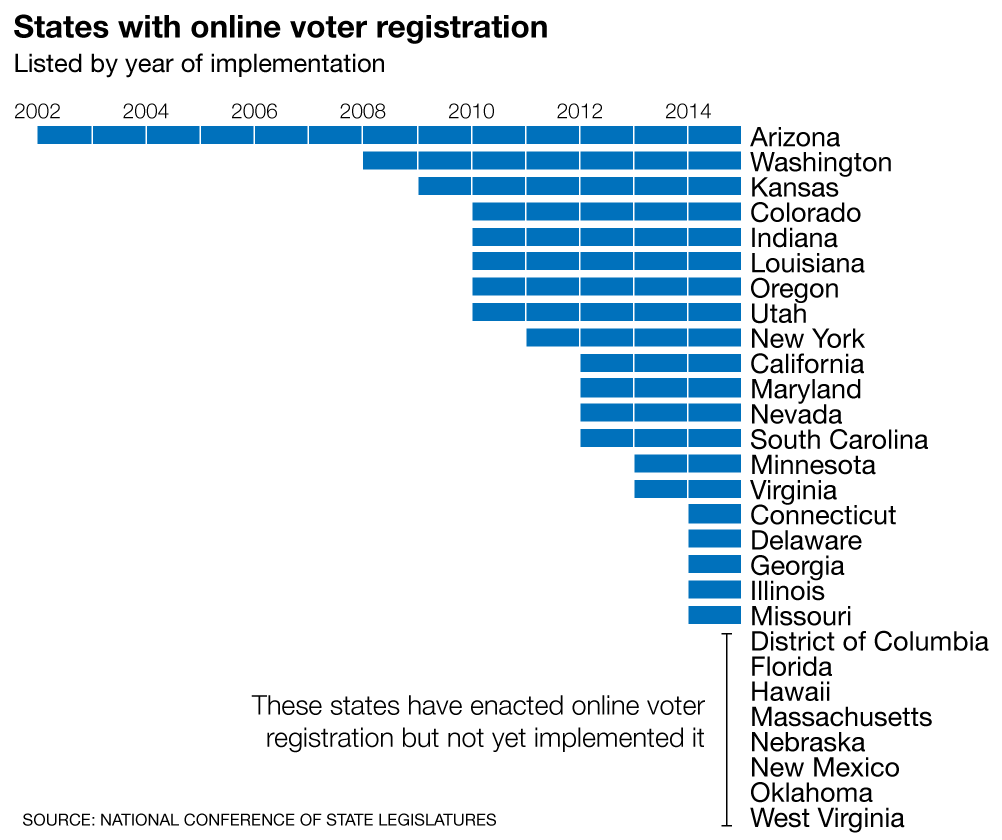 States with online voter registration
Listed by year of implementation
2002 2004 2006 2008 2010 2012 2014
Arizona
Washington
Kansas
Colorado
Indiana
Louisiana
Oregon
Utah
New York
California
Maryland
Nevada
South Carolina
Minnesota
Virginia
Connecticut
Delaware
Georgia
Illinois
Missouri
District of Columbia
Florida
Hawaii
Massachusetts
Nebraska
New Mexico
Oklahoma
West Virginia
These states have enacted online voter
registration but not yet implemented it
SOURCE: NATIONAL CONFERENCE OF STATE LEGISLATURES